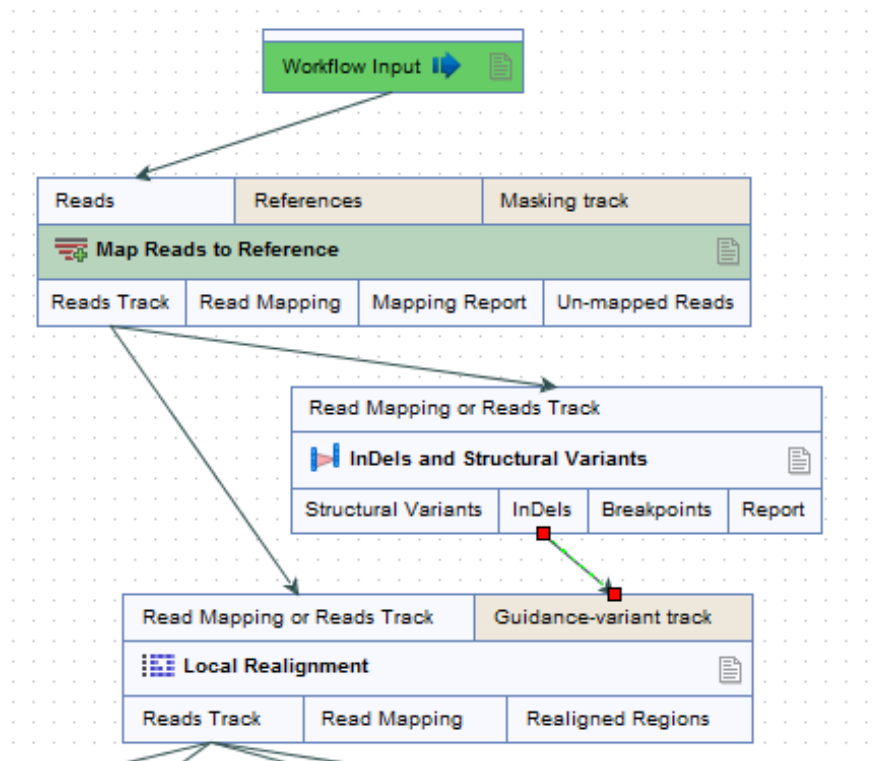 Workflow Input
Reads References Masking track
Map Reads to Reference
Reads Track Read Mapping Mapping Report Un-mapped Reads
Read Mapping or Reads Track
InDels and Structural Variants
Structural Variants InDels Breakpoints Report
Read Mapping or Reads Track Guidance-variant track
Local Realignment
Reads Track Read Mapping Realigned Regions